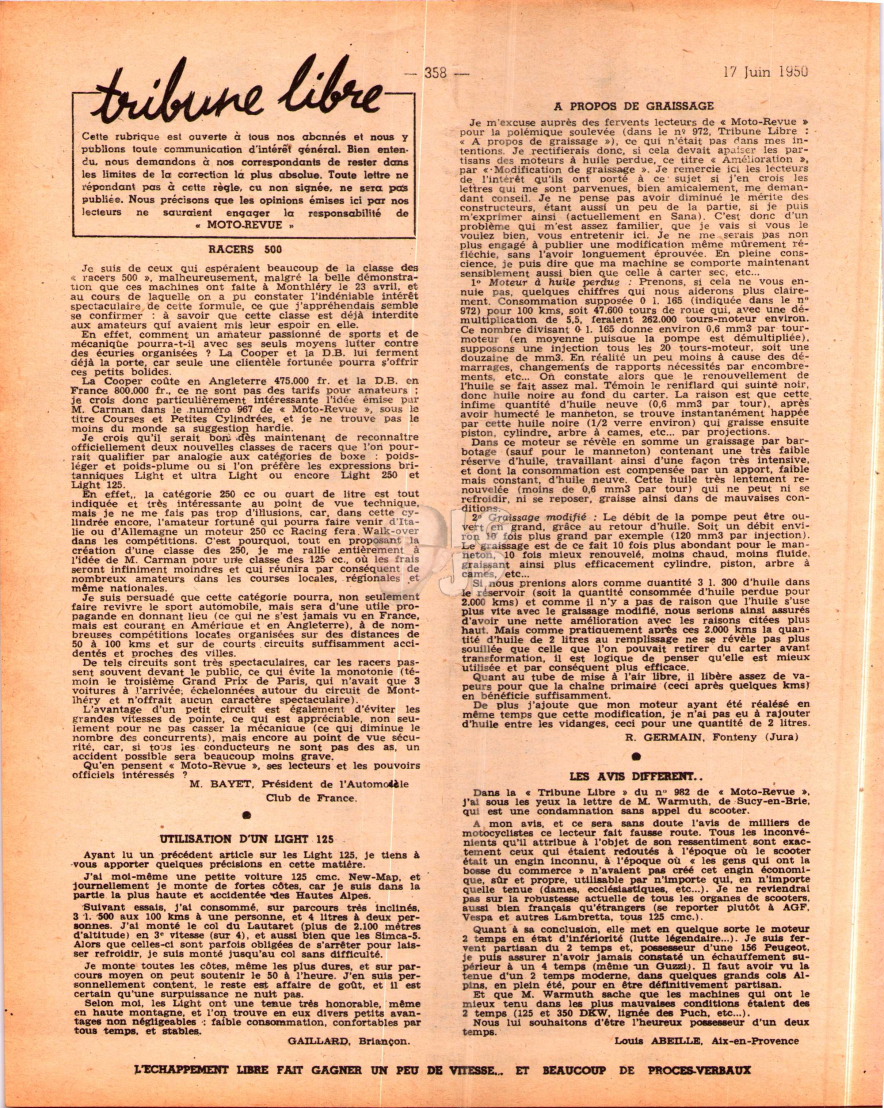 — 358 —
17 Juin 1950
tribune libre
Cette rubrique est ouverte à tous nos abonnés et nous y
publions toute communication d'intérêt général. Bien enten-
du, nous demandons à nos correspondants de rester dans
les limites de la correction la plus absolue. Toute lettre ne
répondant pas à cette règle, ou non signée, ne sera pas
publiée. Nous précisons que les opinions émises ici par nos
lecteurs ne sauraient engager la responsabilité de
« MOTO-REVUE »
RACERS 500
Je suis de ceux qui espéraient beaucoup de la classe des
« racers 500 », malheureusement, malgré la belle démonstra-
tion que ces machines ont faite à Monthléry le 23 avril, et
au cours de laquelle on a pu constater l'indéniable intérêt
spectaculaire de cette formule, ce que j'appréhendais semble
se confirmer : à savoir que cette classe est déjà interdite
aux amateurs qui avaient mis leur espoir en elle.
En effet, comment un amateur passionné de sports et de
mécanique pourra-t-il avec ses seuls moyens lutter contre
des écuries organisées ? La Cooper et la D.B. lui ferment
déjà la porte, car seule une clientèle fortunée pourra s'offrir
ces petits bolides.
La Cooper coûte en Angleterre 475.000 fr. et la D.B. en
France 800.000 fr., ce ne sont pas des tarifs pour amateurs ;
je crois donc particulièrement intéressante l'idée émise par
M. Carman dans le numéro 967 de « Moto-Revue », sous le
titre Courses et Petites Cylindrées, et je ne trouve pas le
moins du monde sa suggestion hardie.
Je crois qu'il serait bon dès maintenant de reconnaître
officiellement deux nouvelles classes de racers que l'on pour-
rait qualifier par analogie aux catégories de boxe : poids-
léger et poids-plume ou si l'on préfère les expressions bri-
tanniques Light et ultra Light ou encore Light 250 et
Light 125.
En effet, la catégorie 250 cc ou quart de litre est tout
indiquée et très intéressante au point de vue technique,
mais je ne me fais pas trop d'illusions, car, dans cette cy-
lindrée encore, l'amateur fortuné qui pourra faire venir d'Ita-
lie ou d'Allemagne un moteur 250 cc Racing fera Walk-over
dans les compétitions. C'est pourquoi, tout en proposant la
création d'une classe des 250, je me rallie entièrement à
l'idée de M. Carman pour une classe des 125 cc., où les frais
seront infiniment moindres et qui réunira par conséquent de
nombreux amateurs dans les courses locales, régionales et
même nationales.
Je suis persuadé que cette catégorie pourra, non seulement
faire revivre le sport automobile, mais sera d'une utile pro-
pagande en donnant lieu (ce qui ne s'est jamais vu en France,
mais est courant en Amérique et en Angleterre), à de nom-
breuses compétitions locales organisées sur des distances de
50 à 100 kms et sur de courts circuits suffisamment acci-
dentés et proches des villes.
De tels circuits sont très spectaculaires, car les racers pas-
sent souvent devant le public, ce qui évite la monotonie (té-
moin le troisième Grand Prix de Paris, qui n'avait que 3
voitures à l'arrivée, échelonnées autour du circuit de Mont-
lhéry et n'offrait aucun caractère spectaculaire).
L'avantage d'un petit circuit est également d'éviter les
grandes vitesses de pointe, ce qui est appréciable, non seu-
lement pour ne pas casser la mécanique (ce qui diminue le
nombre des concurrents), mais encore au point de vue sécu-
rité, car, si tous les conducteurs ne sont pas des as, un
accident possible sera beaucoup moins grave.
Qu'en pensent « Moto-Revue », ses lecteurs et les pouvoirs
officiels intéressés ?
M. BAYET, Président de l'Automobile
Club de France.
UTILISATION D'UN LIGHT 125
Ayant lu un précédent article sur les Light 125, je tiens à
vous apporter quelques précisions en cette matière.
J'ai moi-même une petite voiture 125 cmc. New-Map, et
journellement je monte de fortes côtes, car je suis dans la
partie la plus haute et accidentée des Hautes Alpes.
Suivant essais, j'ai consommé, sur parcours très inclinés,
3 l. 500 aux 100 kms à une personne, et 4 litres à deux per-
sonnes. J'ai monté le col du Lautaret (plus de 2.100 mètres
d'altitude) en 3ᵉ vitesse (sur 4), et aussi bien que les Simca-5.
Alors que celles-ci sont parfois obligées de s'arrêter pour lais-
ser refroidir, je suis monté jusqu'au col sans difficulté.
Je monte toutes les côtes, même les plus dures, et sur par-
cours moyen on peut soutenir le 50 à l'heure. J'en suis per-
sonnellement content, le reste est affaire de goût, et il est
certain qu'une surpuissance ne nuit pas.
Selon moi, les Light ont une tenue très honorable, même
en haute montagne, et l'on trouve en eux divers petits avan-
tages non négligeables : faible consommation, confortables par
tous temps, et stables.
GAILLARD, Briançon.
A PROPOS DE GRAISSAGE
Je m'excuse auprès des fervents lecteurs de « Moto-Revue »
pour la polémique soulevée (dans le nº 972, Tribune Libre :
« A propos de graissage »), ce qui n'était pas dans mes in-
tentions. Je rectifierais donc, si cela devait apaiser les par-
tisans des moteurs à huile perdue, ce titre « Amélioration »,
par « Modification de graissage ». Je remercie ici les lecteurs
de l'intérêt qu'ils ont porté à ce sujet si j'en crois les
lettres qui me sont parvenues, bien amicalement, me deman-
dant conseil. Je ne pense pas avoir diminué le mérite des
constructeurs, étant aussi un peu de la partie, si je puis
m'exprimer ainsi (actuellement en Sana). C'est donc d'un
problème qui m'est assez familier, que je vais si vous le
voulez bien, vous entretenir ici. Je ne me serais pas non
plus engagé à publier une modification même mûrement ré-
fléchie, sans l'avoir longuement éprouvée. En pleine cons-
cience, je puis dire que ma machine se comporte maintenant
sensiblement aussi bien que celle à carter sec, etc...
1º Moteur à huile perdue : Prenons, si cela ne vous en-
nuie pas, quelques chiffres qui nous aiderons plus claire-
ment. Consommation supposée 0 l. 165 (indiquée dans le nº
972) pour 100 kms, soit 47.600 tours de roue qui, avec une dé-
multiplication de 5,5, feraient 262.000 tours-moteur environ.
Ce nombre divisant 0 l. 165 donne environ 0,6 mm3 par tour-
moteur (en moyenne puisque la pompe est démultipliée),
supposons une injection tous les 20 tours-moteur, soit une
douzaine de mm3. En réalité un peu moins à cause des dé-
marrages, changements de rapports nécessités par encombre-
ments, etc... On constate alors que le renouvellement de
l'huile se fait assez mal. Témoin le reniflard qui suinte noir,
donc huile noire au fond du carter. La raison est que cette
infime quantité d'huile neuve (0,6 mm3 par tour), après
avoir humecté le manneton, se trouve instantanément happée
par cette huile noire (1/2 verre environ) qui graisse ensuite
piston, cylindre, arbre à cames, etc... par projections.
Dans ce moteur se révèle en somme un graissage par bar-
botage (sauf pour le manneton) contenant une très faible
réserve d'huile, travaillant ainsi d'une façon très intensive,
et dont la consommation est compensée par un apport, faible
mais constant, d'huile neuve. Cette huile très lentement re-
nouvelée (moins de 0,6 mm3 par tour) qui ne peut ni se
refroidir, ni se reposer, graisse ainsi dans de mauvaises con-
ditions.
2º Graissage modifié : Le débit de la pompe peut être ou-
vert en grand, grâce au retour d'huile. Soit un débit envi-
ron 10 fois plus grand par exemple (120 mm3 par injection).
Le graissage est de ce fait 10 fois plus abondant pour le man-
neton, 10 fois mieux renouvelé, moins chaud, moins fluide,
graissant ainsi plus efficacement cylindre, piston, arbre à
cames, etc...
Si nous prenions alors comme quantité 3 l. 300 d'huile dans
le réservoir (soit la quantité consommée d'huile perdue pour
2.000 kms) et comme il n'y a pas de raison que l'huile s'use
plus vite avec le graissage modifié, nous serions ainsi assurés
d'avoir une nette amélioration avec les raisons citées plus
haut. Mais comme pratiquement après ces 2.000 kms la quan-
tité d'huile de 2 litres au remplissage ne se révèle pas plus
souillée que celle que l'on pouvait retirer du carter avant
transformation, il est logique de penser qu'elle est mieux
utilisée et par conséquent plus efficace.
Quant au tube de mise à l'air libre, il libère assez de va-
peurs pour que la chaîne primaire (ceci après quelques kms)
en bénéficie suffisamment.
De plus j'ajoute que mon moteur ayant été réalésé en
même temps que cette modification, je n'ai pas eu à rajouter
d'huile entre les vidanges, ceci pour une quantité de 2 litres.
R. GERMAIN, Fonteny (Jura)
LES AVIS DIFFERENT..
Dans la « Tribune Libre » du nº 982 de « Moto-Revue »,
j'ai sous les yeux la lettre de M. Warmuth, de Sucy-en-Brie,
qui est une condamnation sans appel du scooter.
A mon avis, et ce sera sans doute l'avis de milliers de
motocyclistes ce lecteur fait fausse route. Tous les inconvé-
nients qu'il attribue à l'objet de son ressentiment sont exac-
tement ceux qui étaient redoutés à l'époque où le scooter
était un engin inconnu, à l'époque où « les gens qui ont la
bosse du commerce » n'avaient pas créé cet engin économi-
que, sûr et propre, utilisable par n'importe qui, en n'importe
quelle tenue (dames, ecclésiastiques, etc...). Je ne reviendrai
pas sur la robustesse actuelle de tous les organes de scooters,
aussi bien français qu'étrangers (se reporter plutôt à AGF,
Vespa et autres Lambretta, tous 125 cmc.).
Quant à sa conclusion, elle met en quelque sorte le moteur
2 temps en état d'infériorité (lutte légendaire...). Je suis fer-
vent partisan du 2 temps et, possesseur d'une 156 Peugeot,
je puis assurer n'avoir jamais constaté un échauffement su-
périeur à un 4 temps (même un Guzzi). Il faut avoir vu la
tenue d'un 2 temps moderne, dans quelques grands cols Al-
pins, en plein été, pour en être définitivement partisan.
Et que M. Warmuth sache que les machines qui ont le
mieux tenu dans les plus mauvaises conditions étaient des
2 temps (125 et 350 DKW, lignée des Puch, etc...).
Nous lui souhaitons d'être l'heureux possesseur d'un deux
temps.
Louis ABEILLE, Aix-en-Provence
L'ECHAPPEMENT LIBRE FAIT GAGNER UN PEU DE VITESSE... ET BEAUCOUP DE PROCES-VERBAUX